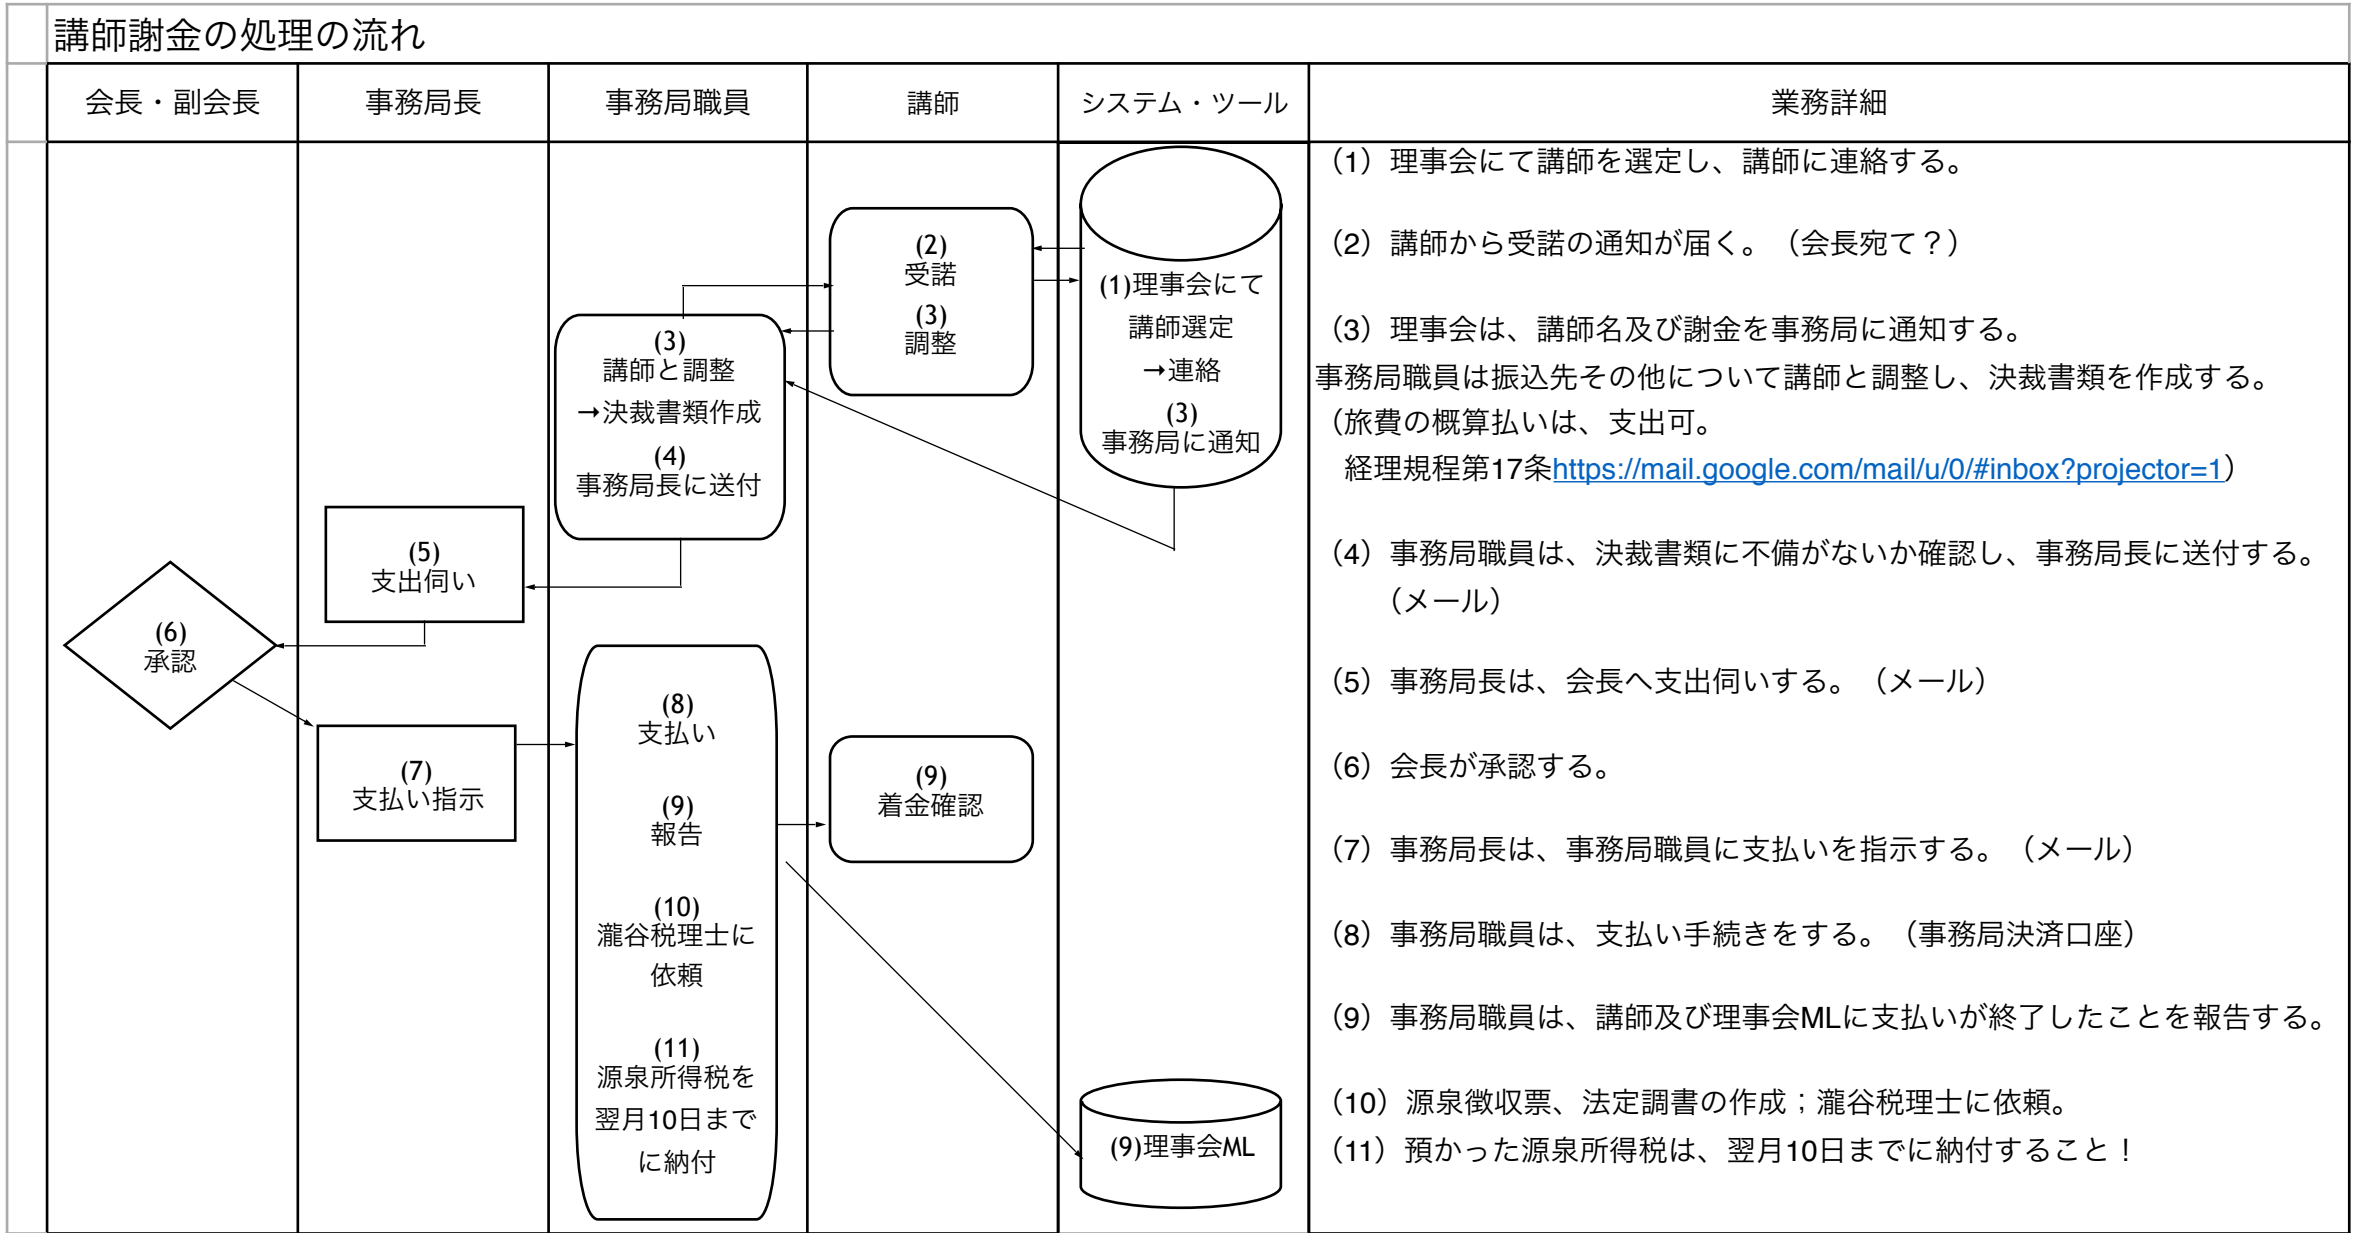 講師謝金の処理の流れ
会長・副会長
事務局長
事務局職員
講師
システム・ツール
業務詳細
(6)
承認
(5)
支出伺い
(7)
支払い指示
(3)
講師と調整
→決裁書類作成
(4)
事務局長に送付
(8)
支払い
(9)
報告
(10)
瀧谷税理士に
依頼
(11)
源泉所得税を
翌月10日まで
に納付
(2)
受諾
(3)
調整
(9)
着金確認
(1)理事会にて
講師選定
→連絡
(3)
事務局に通知
(9)理事会ML
（1）理事会にて講師を選定し、講師に連絡する。
（2）講師から受諾の通知が届く。（会長宛て？）
（3）理事会は、講師名及び謝金を事務局に通知する。
事務局職員は振込先その他について講師と調整し、決裁書類を作成する。
（旅費の概算払いは、支出可。
経理規程第17条https://mail.google.com/mail/u/0/#inbox?projector=1）
（4）事務局職員は、決裁書類に不備がないか確認し、事務局長に送付する。
（メール）
（5）事務局長は、会長へ支出伺いする。（メール）
（6）会長が承認する。
（7）事務局長は、事務局職員に支払いを指示する。（メール）
（8）事務局職員は、支払い手続きをする。（事務局決済口座）
（9）事務局職員は、講師及び理事会MLに支払いが終了したことを報告する。
（10）源泉徴収票、法定調書の作成；瀧谷税理士に依頼。
（11）預かった源泉所得税は、翌月10日までに納付すること！